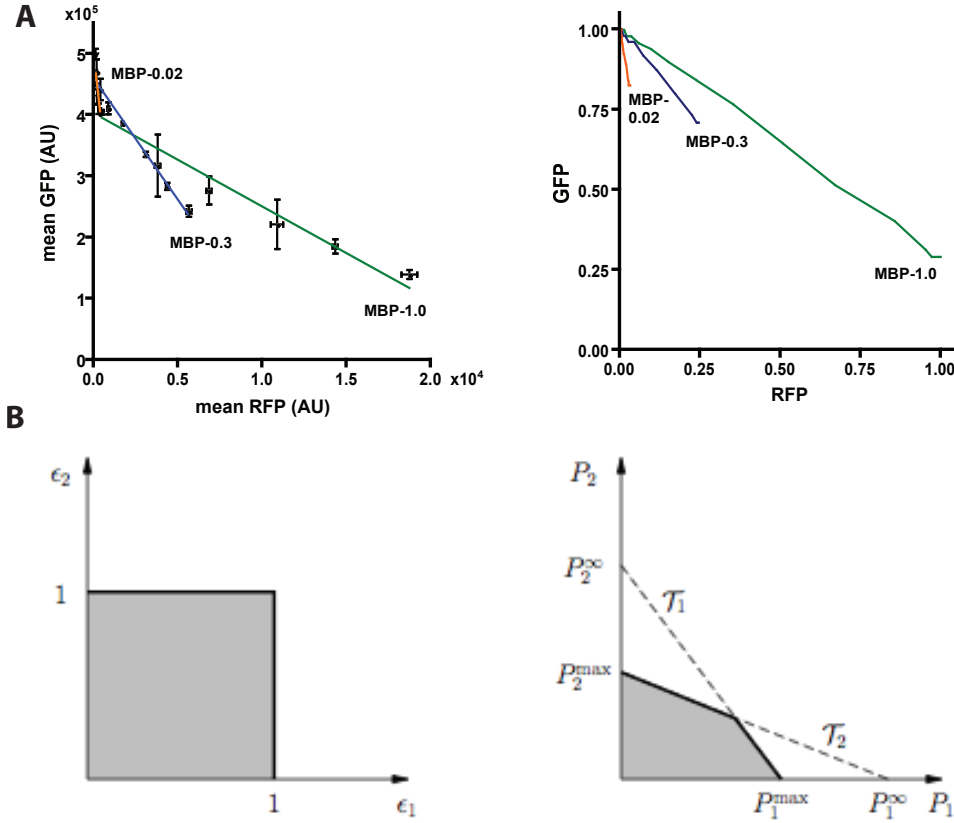 A
x10⁵
5
4
3
2
1
0
mean GFP (AU)
MBP-0.02
MBP-0.3
MBP-1.0
0.0 0.5 1.0 1.5 2.0 x10⁴
mean RFP (AU)
1.00
0.75
0.50
0.25
0.00
GFP
MBP-
0.02
MBP-0.3
MBP-1.0
0.00 0.25 0.50 0.75 1.00
RFP
B
ϵ₂
1
1
ϵ₁
P₂
P₂^∞
𝒯₁
P₂^max
𝒯₂
P₁^max P₁^∞ P₁